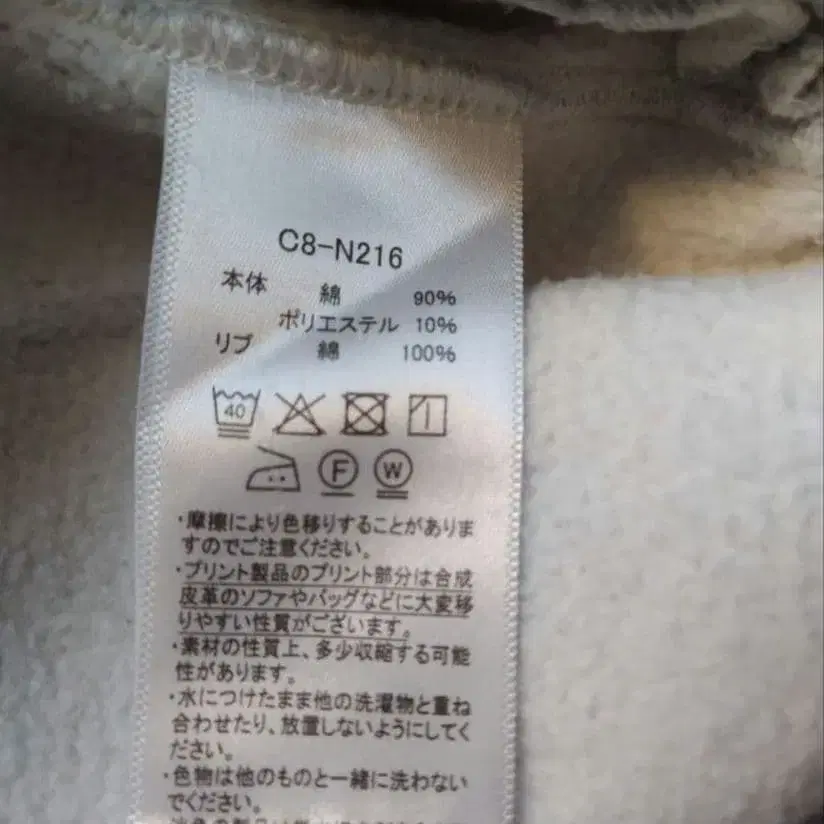 C8-N216
本体 綿 90%
ポリエステル 10%
リブ 綿 100%
40
F W
・摩擦により色移りすることがありま
すのでご注意ください。
・プリント製品のプリント部分は合成
皮革のソファやバッグなどに大変移
りやすい性質がございます。
・素材の性質上、多少収縮する可能
性があります。
・水につけたまま他の洗濯物と重ね
合わせたり、放置しないようにしてく
ださい。
・色物は他のものと一緒に洗わない
でください。